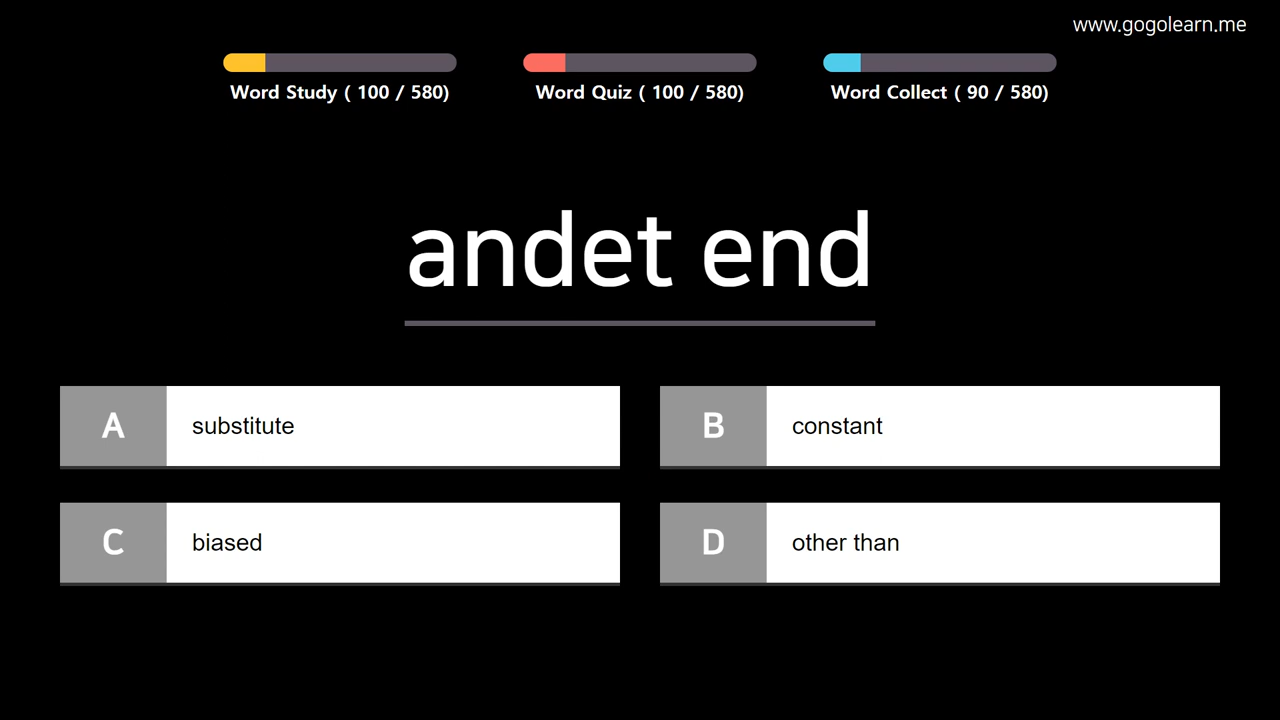 www.gogolearn.me
Word Study ( 100 / 580)
Word Quiz ( 100 / 580)
Word Collect ( 90 / 580)
andet end
A substitute
B constant
C biased
D other than